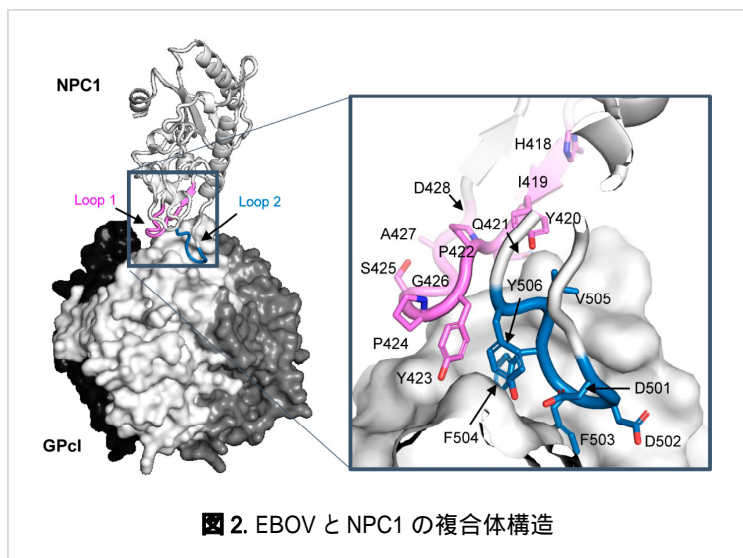 NPC1
Loop 1
Loop 2
GPcl
H418
D428
I419
Q421
Y420
A427
P422
S425
G426
Y506
V505
P424
Y423
D501
F504
F503
D502
図 2. EBOV と NPC1 の複合体構造